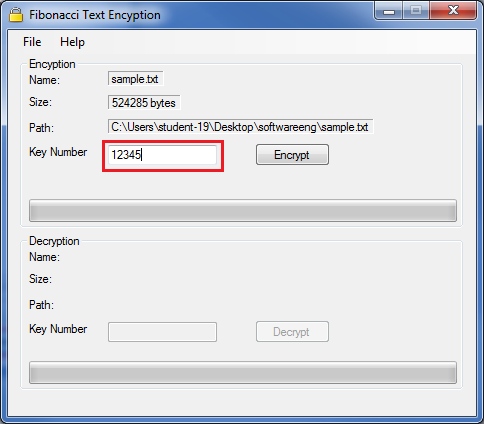 Fibonacci Text Encyption
File Help
Encyption
Name: sample.txt
Size: 524285 bytes
Path: C:\Users\student-19\Desktop\softwareeng\sample.txt
Key Number 12345 Encrypt
Decryption
Name:
Size:
Path:
Key Number Decrypt